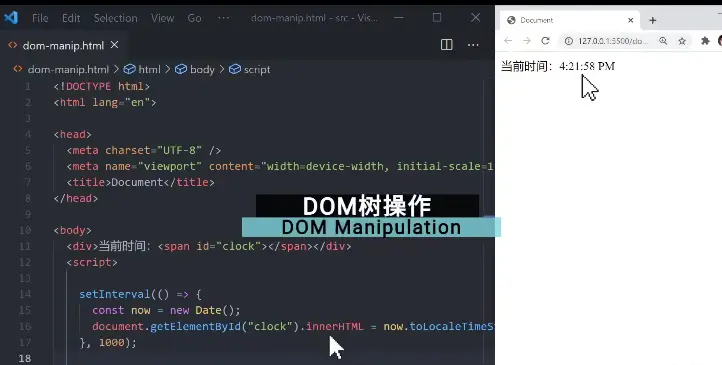 File Edit Selection View Go ··· dom-manip.html - src - Vis...
dom-manip.html
dom-manip.html > html > body > script
1 <!DOCTYPE html>
2 <html lang="en">
3
4 <head>
5 <meta charset="UTF-8" />
6 <meta name="viewport" content="width=device-width, initial-scale=1
7 <title>Document</title>
8 </head>
9
10 <body>
11 <div>当前时间: <span id="clock"></span></div>
12 <script>
13
14 setInterval(() => {
15 const now = new Date();
16 document.getElementById("clock").innerHTML = now.toLocaleTimeS
17 }, 1000);
18
DOM树操作
DOM Manipulation
Document
127.0.0.1:5500/do...
当前时间: 4:21:58 PM